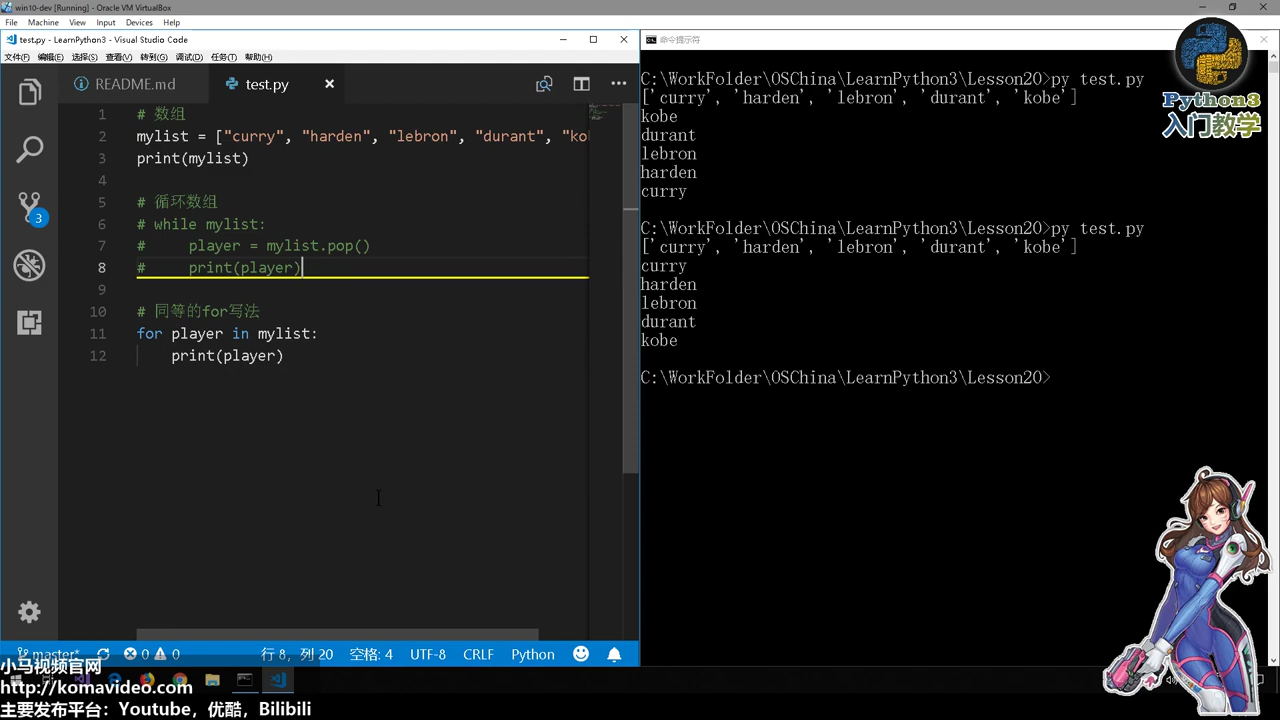 win10-dev [Running] - Oracle VM VirtualBox
File Machine View Input Devices Help
test.py - LearnPython3 - Visual Studio Code
文件(F) 编辑(E) 选择(S) 查看(V) 转到(G) 调试(D) 任务(T) 帮助(H)
README.md test.py
1 # 数组
2 mylist = ["curry", "harden", "lebron", "durant", "ko
3 print(mylist)
4
5 # 循环数组
6 # while mylist:
7 #     player = mylist.pop()
8 #     print(player)
9
10 # 同等的for写法
11 for player in mylist:
12     print(player)
3
master* 0 0 行 8，列 20 空格: 4 UTF-8 CRLF Python
命令提示符
C:\WorkFolder\OSChina\LearnPython3\Lesson20>py test.py
['curry', 'harden', 'lebron', 'durant', 'kobe']
kobe
durant
lebron
harden
curry
C:\WorkFolder\OSChina\LearnPython3\Lesson20>py test.py
['curry', 'harden', 'lebron', 'durant', 'kobe']
curry
harden
lebron
durant
kobe
C:\WorkFolder\OSChina\LearnPython3\Lesson20>
Python3
入门教学
小马视频官网
http://komavideo.com
主要发布平台：Youtube，优酷，Bilibili